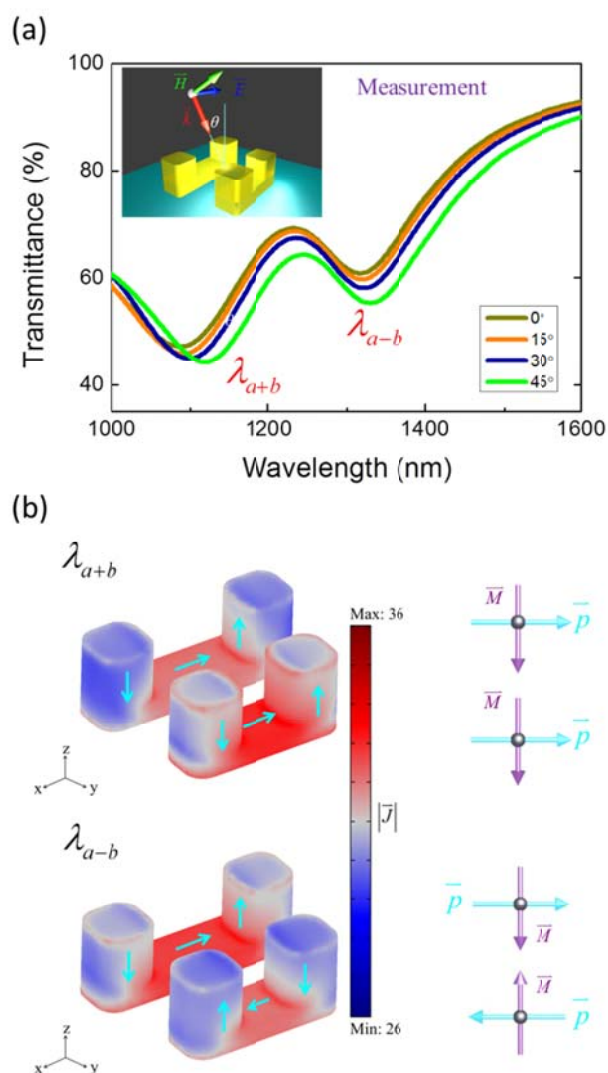 (a)
100
80
60
40
Transmittance (%)
Measurement
H
E
k
θ
λa+b
λa−b
0°
15°
30°
45°
1000
1200
1400
1600
Wavelength (nm)
(b)
λa+b
Max: 36
|J|
Min: 26
z
x
y
M
p
M
p
λa−b
z
x
y
p
M
M
p